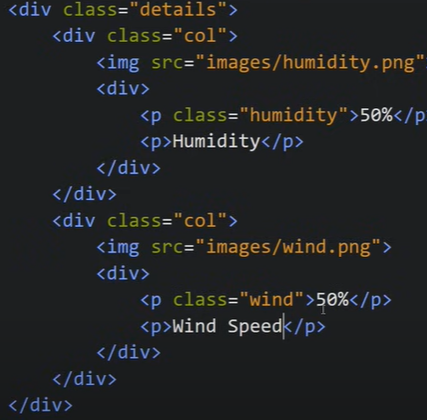 <div class="details">
<div class="col">
<img src="images/humidity.png"
<div>
<p class="humidity">50%</p
<p>Humidity</p>
</div>
</div>
<div class="col">
<img src="images/wind.png">
<div>
<p class="wind">50%</p>
<p>Wind Speed</p>
</div>
</div>
</div>